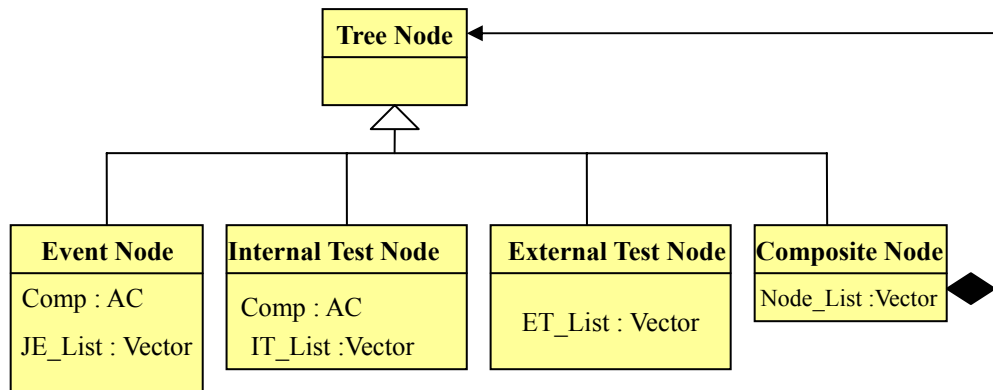 Tree Node
Event Node
Comp : AC
JE_List : Vector
Internal Test Node
Comp : AC
IT_List :Vector
External Test Node
ET_List : Vector
Composite Node
Node_List :Vector